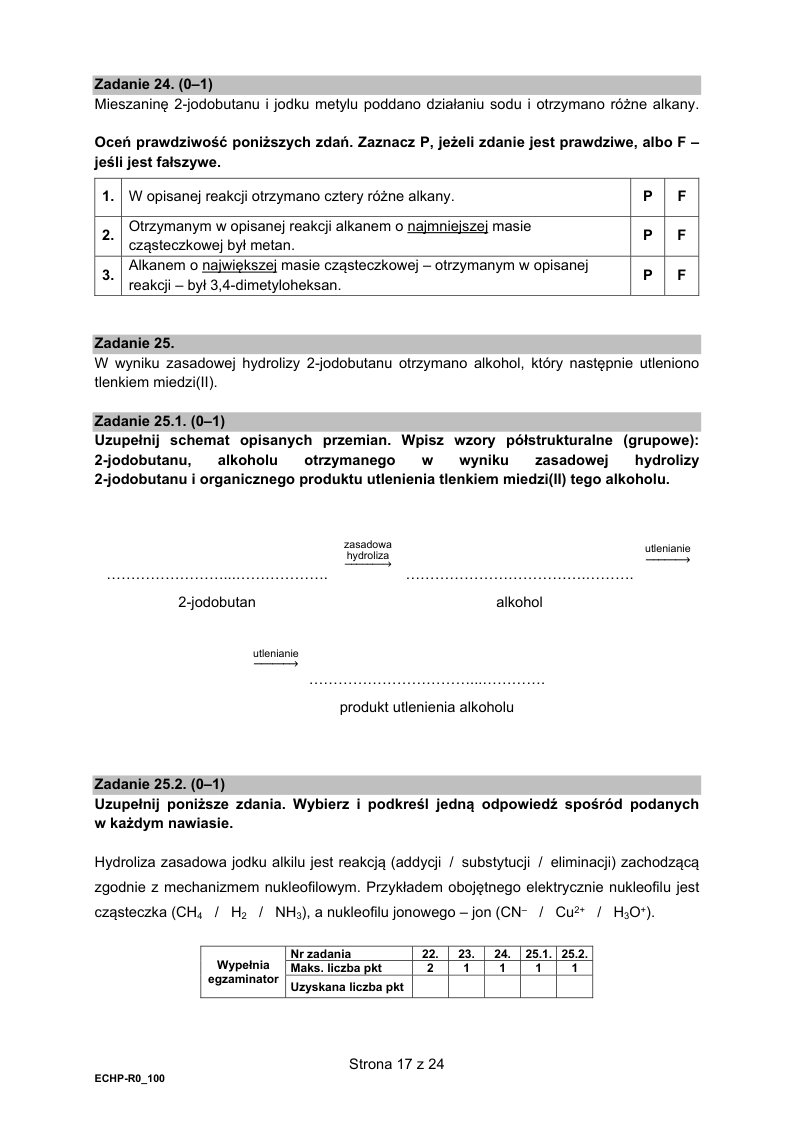 Zadanie 24. (0–1)
Mieszaninę 2-jodobutanu i jodku metylu poddano działaniu sodu i otrzymano różne alkany.
Oceń prawdziwość poniższych zdań. Zaznacz P, jeżeli zdanie jest prawdziwe, albo F –
jeśli jest fałszywe.
1. W opisanej reakcji otrzymano cztery różne alkany. P F
2. Otrzymanym w opisanej reakcji alkanem o najmniejszej masie
cząsteczkowej był metan. P F
3. Alkanem o największej masie cząsteczkowej – otrzymanym w opisanej
reakcji – był 3,4-dimetyloheksan. P F
Zadanie 25.
W wyniku zasadowej hydrolizy 2-jodobutanu otrzymano alkohol, który następnie utleniono
tlenkiem miedzi(II).
Zadanie 25.1. (0–1)
Uzupełnij schemat opisanych przemian. Wpisz wzory półstrukturalne (grupowe):
2-jodobutanu, alkoholu otrzymanego w wyniku zasadowej hydrolizy
2-jodobutanu i organicznego produktu utlenienia tlenkiem miedzi(II) tego alkoholu.
zasadowa
hydroliza
⟶
utlenianie
⟶
…………………….....…….…………. ……………………………….……….
2-jodobutan alkohol
utlenianie
⟶
……………………………...………….
produkt utlenienia alkoholu
Zadanie 25.2. (0–1)
Uzupełnij poniższe zdania. Wybierz i podkreśl jedną odpowiedź spośród podanych
w każdym nawiasie.
Hydroliza zasadowa jodku alkilu jest reakcją (addycji / substytucji / eliminacji) zachodzącą
zgodnie z mechanizmem nukleofilowym. Przykładem obojętnego elektrycznie nukleofilu jest
cząsteczka (CH₄ / H₂ / NH₃), a nukleofilu jonowego – jon (CN⁻ / Cu²⁺ / H₃O⁺).
Wypełnia
egzaminator
Nr zadania 22. 23. 24. 25.1. 25.2.
Maks. liczba pkt 2 1 1 1 1
Uzyskana liczba pkt
Strona 17 z 24
ECHP-R0_100